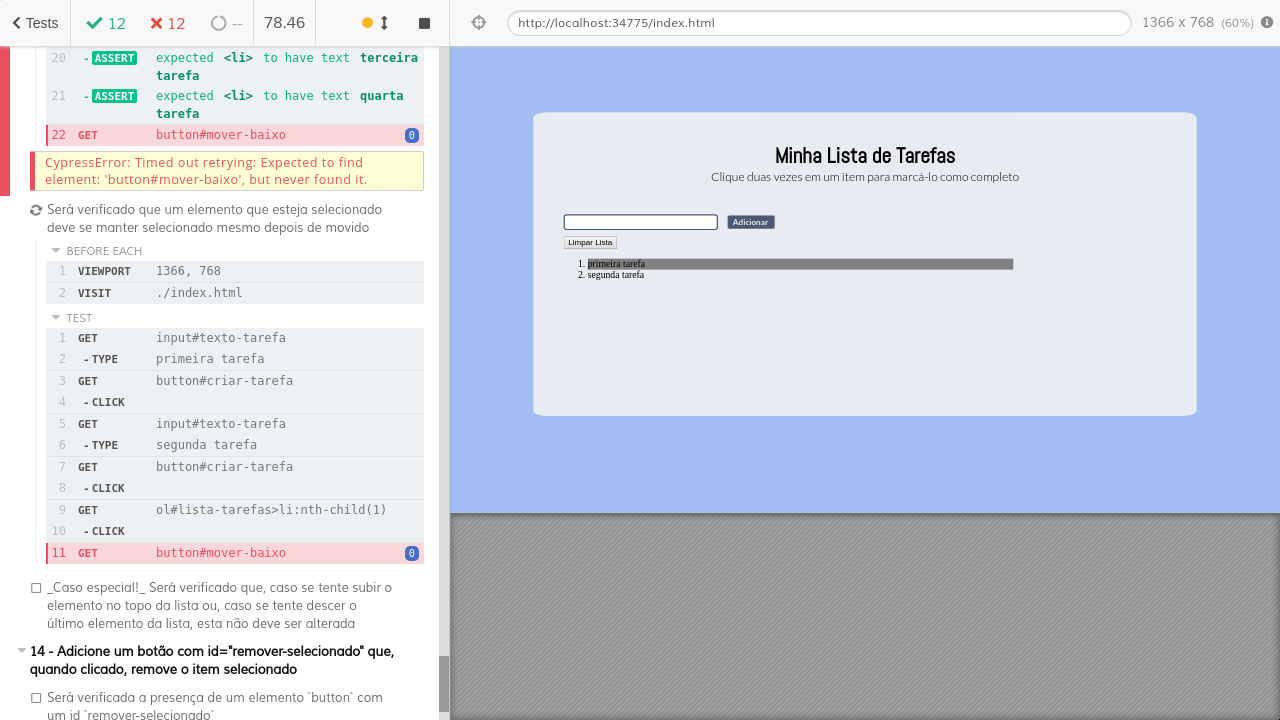 Tests
12
12
--
78.46
http://localhost:34775/index.html
1366 x 768 (60%)
20 - ASSERT expected <li> to have text terceira
tarefa
21 - ASSERT expected <li> to have text quarta
tarefa
22 GET button#mover-baixo 0
CypressError: Timed out retrying: Expected to find
element: 'button#mover-baixo', but never found it.
Será verificado que um elemento que esteja selecionado
deve se manter selecionado mesmo depois de movido
BEFORE EACH
1 VIEWPORT 1366, 768
2 VISIT ./index.html
TEST
1 GET input#texto-tarefa
2 - TYPE primeira tarefa
3 GET button#criar-tarefa
4 - CLICK
5 GET input#texto-tarefa
6 - TYPE segunda tarefa
7 GET button#criar-tarefa
8 - CLICK
9 GET ol#lista-tarefas>li:nth-child(1)
10 - CLICK
11 GET button#mover-baixo 0
_Caso especial!_ Será verificado que, caso se tente subir o
elemento no topo da lista ou, caso se tente descer o
último elemento da lista, esta não deve ser alterada
14 - Adicione um botão com id="remover-selecionado" que,
quando clicado, remove o item selecionado
Será verificada a presença de um elemento `button` com
um id `remover-selecionado`
Minha Lista de Tarefas
Clique duas vezes em um item para marcá-lo como completo
Adicionar
Limpar Lista
1. primeira tarefa
2. segunda tarefa